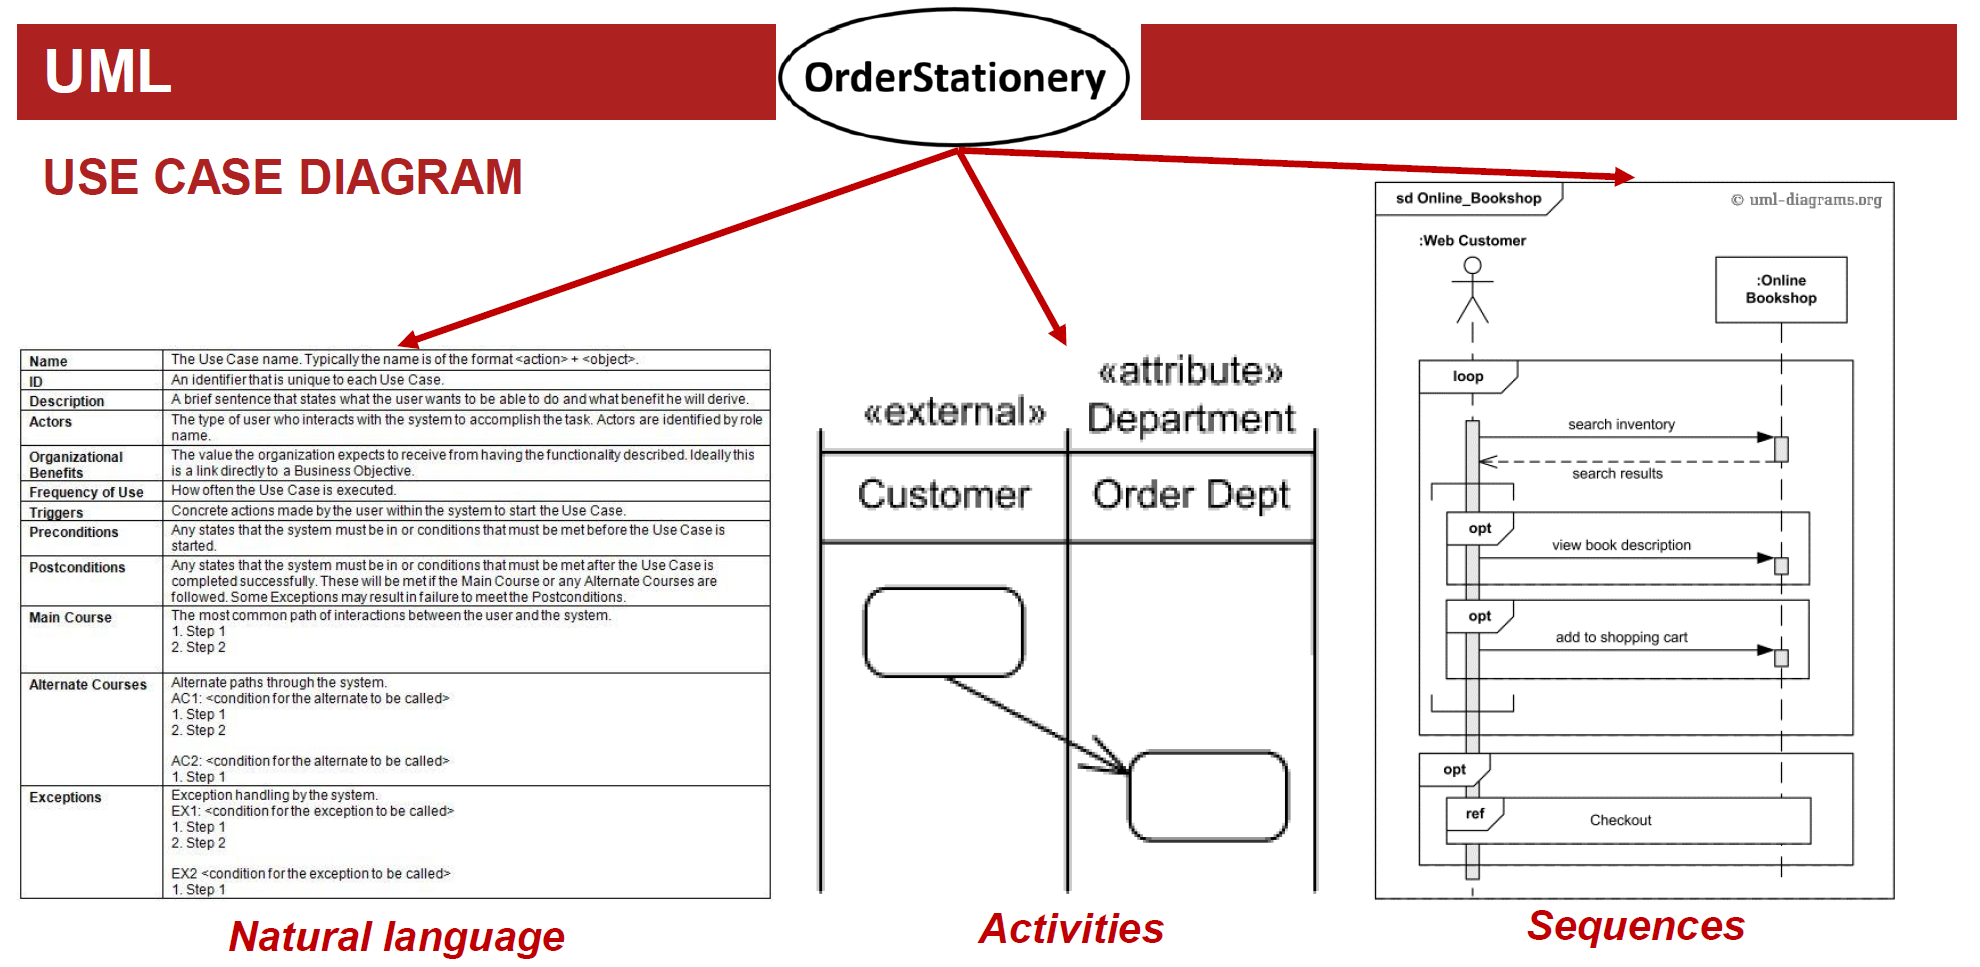 UML
OrderStationery
USE CASE DIAGRAM
Name
The Use Case name. Typically the name is of the format <action> + <object>.
ID
An identifier that is unique to each Use Case.
Description
A brief sentence that states what the user wants to be able to do and what benefit he will derive.
Actors
The type of user who interacts with the system to accomplish the task. Actors are identified by role
name.
Organizational
Benefits
The value the organization expects to receive from having the functionality described. Ideally this
is a link directly to a Business Objective.
Frequency of Use
How often the Use Case is executed.
Triggers
Concrete actions made by the user within the system to start the Use Case.
Preconditions
Any states that the system must be in or conditions that must be met before the Use Case is
started.
Postconditions
Any states that the system must be in or conditions that must be met after the Use Case is
completed successfully. These will be met if the Main Course or any Alternate Courses are
followed. Some Exceptions may result in failure to meet the Postconditions.
Main Course
The most common path of interactions between the user and the system.
1. Step 1
2. Step 2
Alternate Courses
Alternate paths through the system.
AC1: <condition for the alternate to be called>
1. Step 1
2. Step 2
AC2: <condition for the alternate to be called>
1. Step 1
Exceptions
Exception handling by the system.
EX1: <condition for the exception to be called>
1. Step 1
2. Step 2
EX2 <condition for the exception to be called>
1. Step 1
Natural language
«external»
«attribute»
Department
Customer
Order Dept
Activities
sd Online_Bookshop
© uml-diagrams.org
:Web Customer
:Online
Bookshop
loop
search inventory
search results
opt
view book description
opt
add to shopping cart
opt
ref
Checkout
Sequences